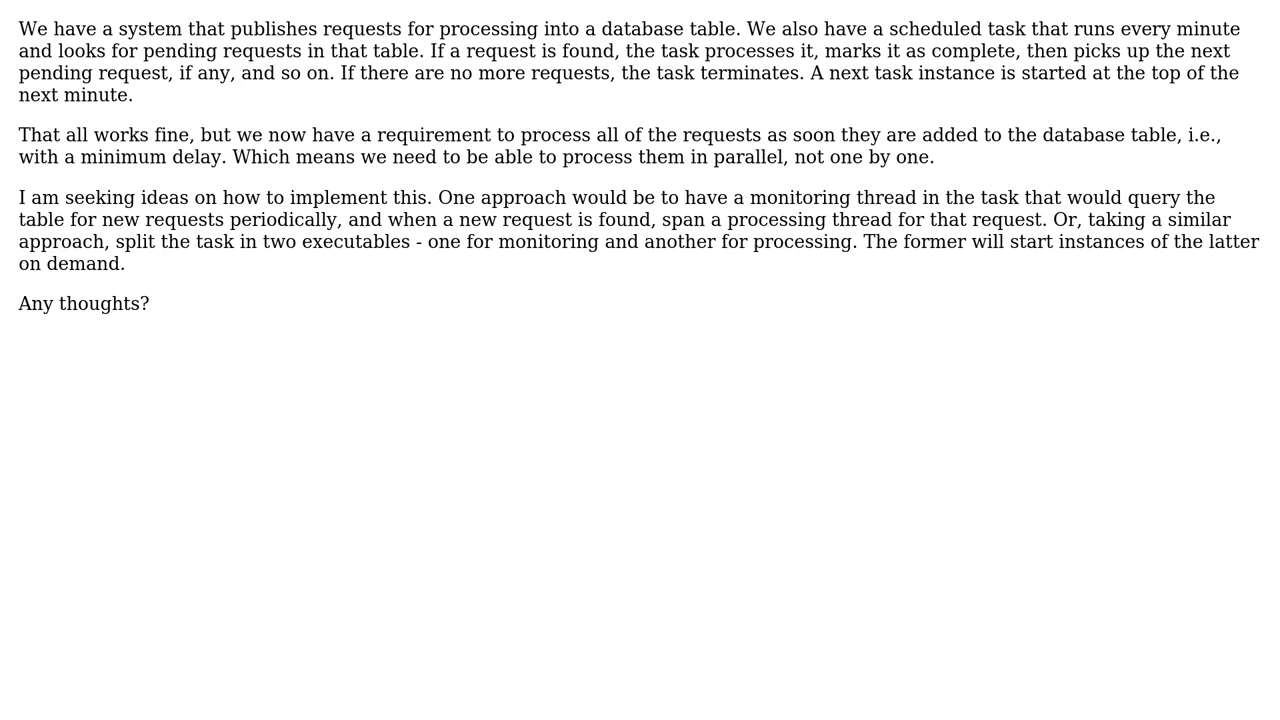 We have a system that publishes requests for processing into a database table. We also have a scheduled task that runs every minute
and looks for pending requests in that table. If a request is found, the task processes it, marks it as complete, then picks up the next
pending request, if any, and so on. If there are no more requests, the task terminates. A next task instance is started at the top of the
next minute.
That all works fine, but we now have a requirement to process all of the requests as soon they are added to the database table, i.e.,
with a minimum delay. Which means we need to be able to process them in parallel, not one by one.
I am seeking ideas on how to implement this. One approach would be to have a monitoring thread in the task that would query the
table for new requests periodically, and when a new request is found, span a processing thread for that request. Or, taking a similar
approach, split the task in two executables - one for monitoring and another for processing. The former will start instances of the latter
on demand.
Any thoughts?